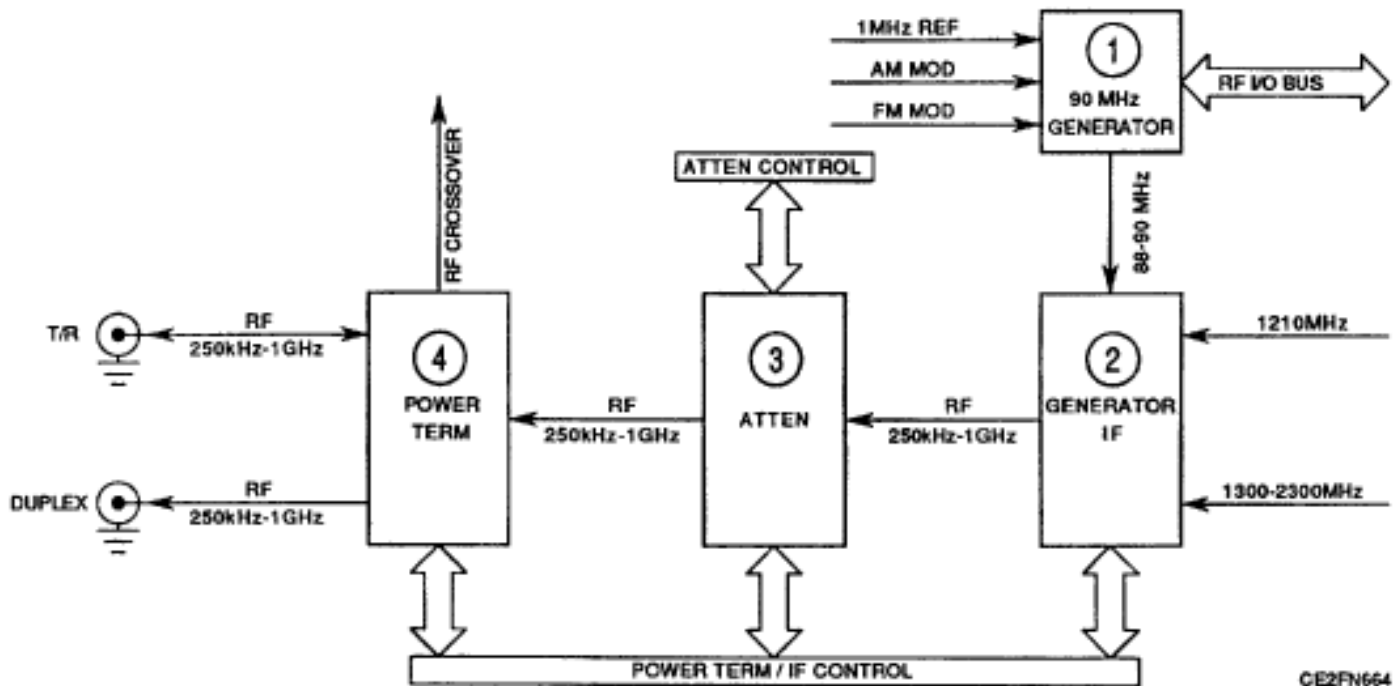 1MHz REF
AM MOD
FM MOD
1
90 MHz
GENERATOR
RF I/O BUS
RF CROSSOVER
ATTEN CONTROL
88-90 MHz
T/R
RF
250kHz-1GHz
4
POWER
TERM
RF
250kHz-1GHz
3
ATTEN
RF
250kHz-1GHz
2
GENERATOR
IF
1210MHz
1300-2300MHz
DUPLEX
RF
250kHz-1GHz
POWER TERM / IF CONTROL
CE2FN664